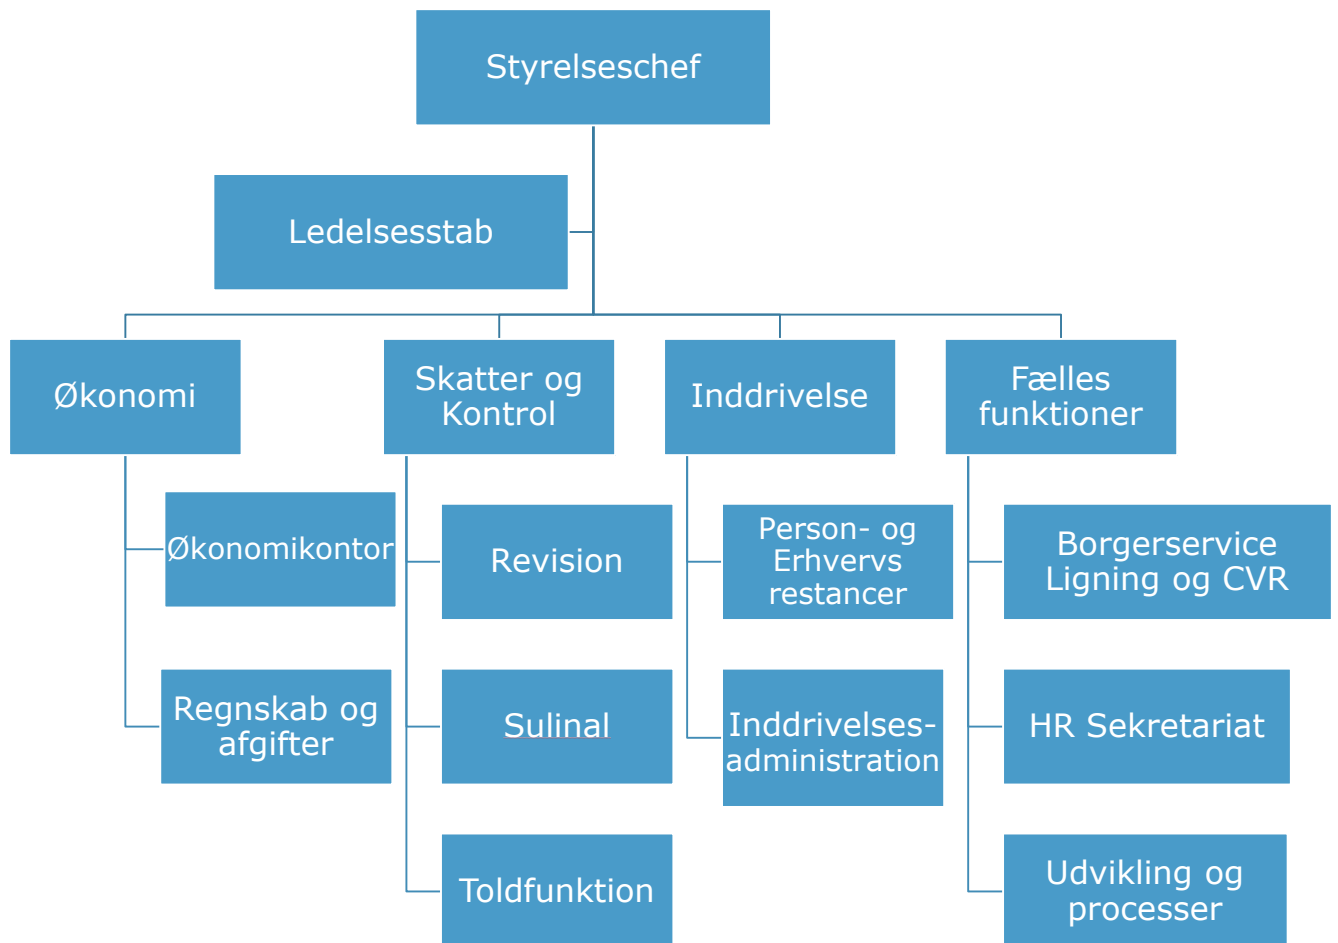 Styrelseschef
Ledelsesstab
Økonomi
Skatter og
Kontrol
Inddrivelse
Fælles
funktioner
Økonomikontor
Regnskab og
afgifter
Revision
Sulinal
Toldfunktion
Person- og
Erhvervs
restancer
Inddrivelses-
administration
Borgerservice
Ligning og CVR
HR Sekretariat
Udvikling og
processer